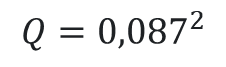 Q = 0,087²